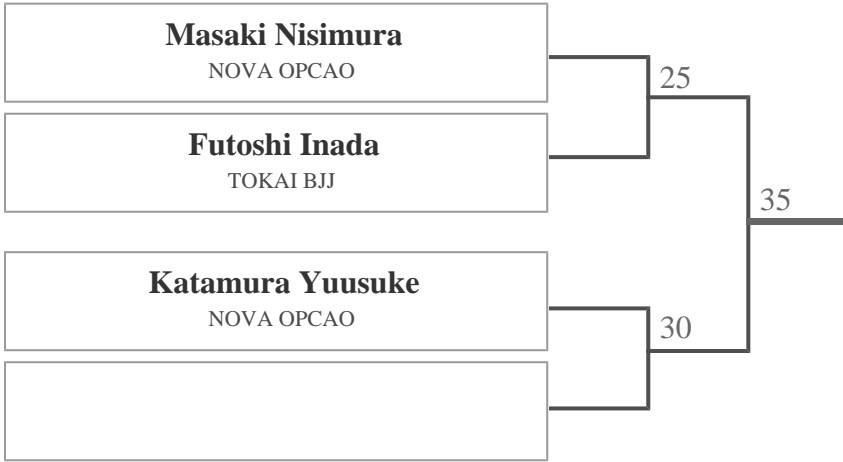 Masaki Nisimura
NOVA OPCAO
25
Futoshi Inada
TOKAI BJJ
35
Katamura Yuusuke
NOVA OPCAO
30